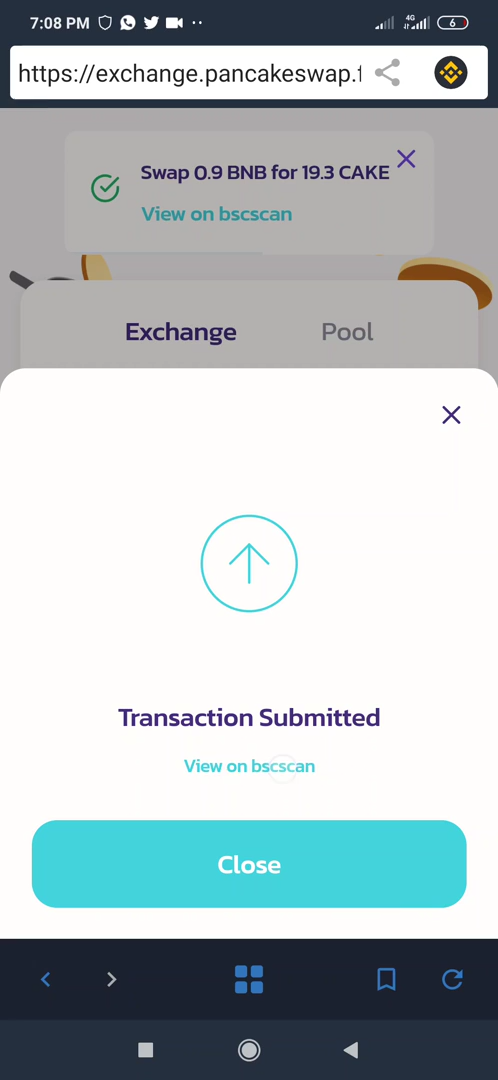 7:08 PM
4G
6
https://exchange.pancakeswap.f
Swap 0.9 BNB for 19.3 CAKE
View on bscscan
Exchange
Pool
Transaction Submitted
View on bscscan
Close